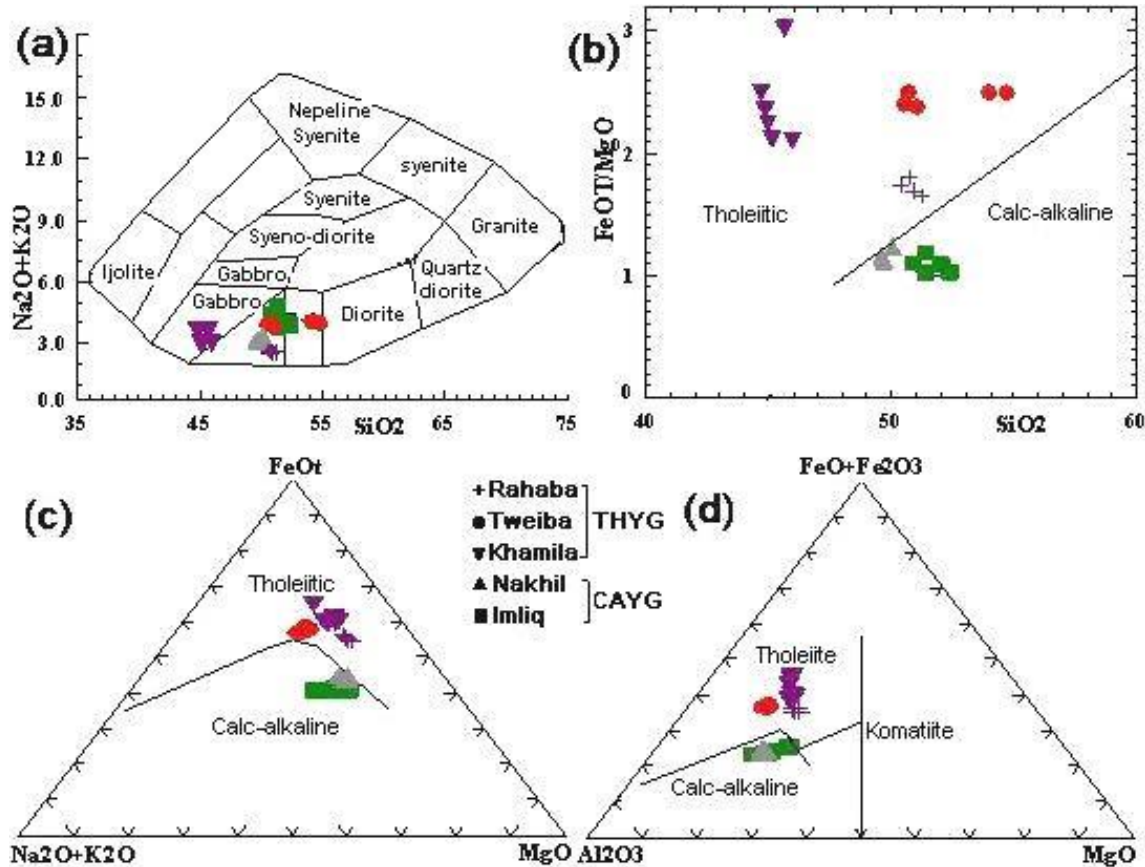 (a)
Na2O+K2O
15.0
12.0
9.0
6.0
3.0
0.0
35
45
55
65
75
SiO2
Nepeline
Syenite
syenite
Syenite
Granite
Syeno-diorite
Ijolite
Gabbro
Quartz
diorite
Gabbro
Diorite
(b)
FeOT/MgO
3
2
1
0
40
50
60
SiO2
Tholeiitic
Calc-alkaline
(c)
FeOt
Tholeiitic
Calc-alkaline
Na2O+K2O
MgO
Rahaba
Tweiba
THYG
Khamila
Nakhil
CAYG
Imliq
(d)
FeO+Fe2O3
Tholeiite
Komatiite
Calc-alkaline
Al2O3
MgO